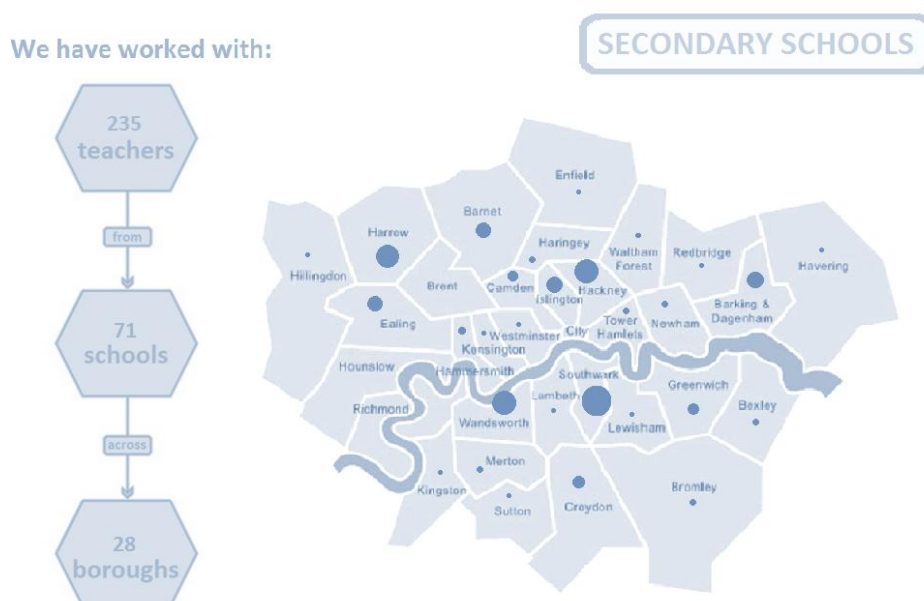 We have worked with:
SECONDARY SCHOOLS
235
teachers
from
71
schools
across
28
boroughs
Enfield
Barnet
Harrow
Haringey
Waltham
Forest
Redbridge
Havering
Hillingdon
Brent
Camden
Islington
Hackney
Barking &
Dagenham
Ealing
Westminster
City
Tower
Hamlets
Newham
Kensington
Hounslow
Hammersmith
Southwark
Greenwich
Lambeth
Bexley
Richmond
Wandsworth
Lewisham
Merton
Kingston
Bromley
Sutton
Croydon